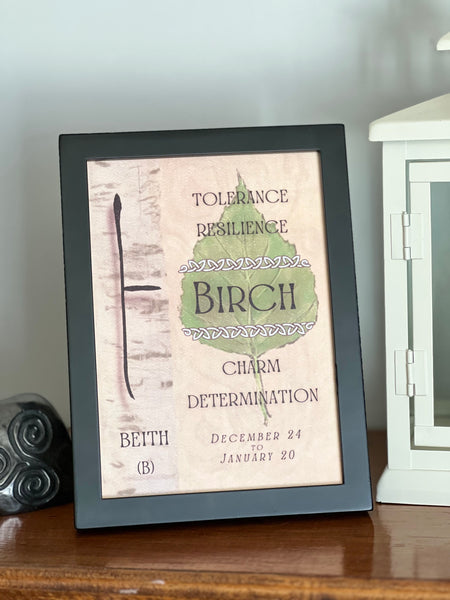 TOLERANCE
RESILIENCE
BIRCH
CHARM
DETERMINATION
BEITH
(B)
DECEMBER 24
TO
JANUARY 20